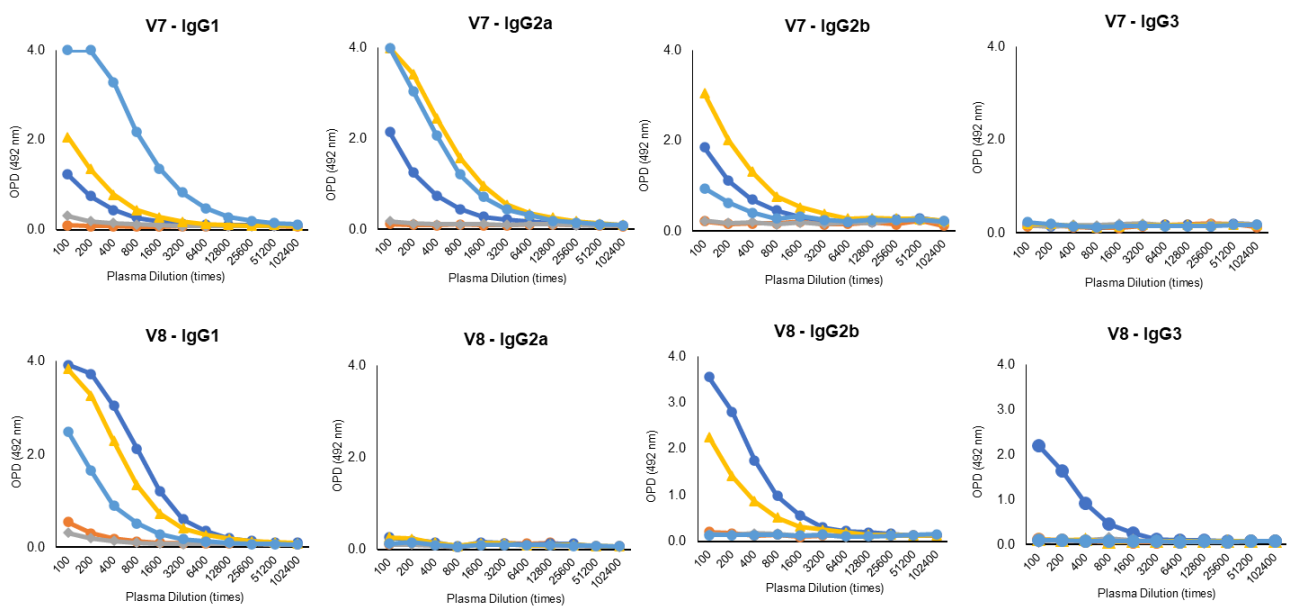 V7 - IgG1
OPD (492 nm)
4.0
2.0
0.0
100 200 400 800 1600 3200 6400 12800 25600 51200 102400
Plasma Dilution (times)
V7 - IgG2a
OPD (492 nm)
4.0
2.0
0.0
100 200 400 800 1600 3200 6400 12800 25600 51200 102400
Plasma Dilution (times)
V7 - IgG2b
OPD (492 nm)
4.0
2.0
0.0
100 200 400 800 1600 3200 6400 12800 25600 51200 102400
Plasma Dilution (times)
V7 - IgG3
OPD (492 nm)
4.0
2.0
0.0
100 200 400 800 1600 3200 6400 12800 25600 51200 102400
Plasma Dilution (times)
V8 - IgG1
OPD (492 nm)
4.0
2.0
0.0
100 200 400 800 1600 3200 6400 12800 25600 51200 102400
Plasma Dilution (times)
V8 - IgG2a
OPD (492 nm)
4.0
2.0
0.0
100 200 400 800 1600 3200 6400 12800 25600 51200 102400
Plasma Dilution (times)
V8 - IgG2b
OPD (492 nm)
4.0
3.0
2.0
1.0
0.0
100 200 400 800 1600 3200 6400 12800 25600 51200 102400
Plasma Dilution (times)
V8 - IgG3
OPD (492 nm)
4.0
3.0
2.0
1.0
0.0
100 200 400 800 1600 3200 6400 12800 25600 51200 102400
Plasma Dilution (times)